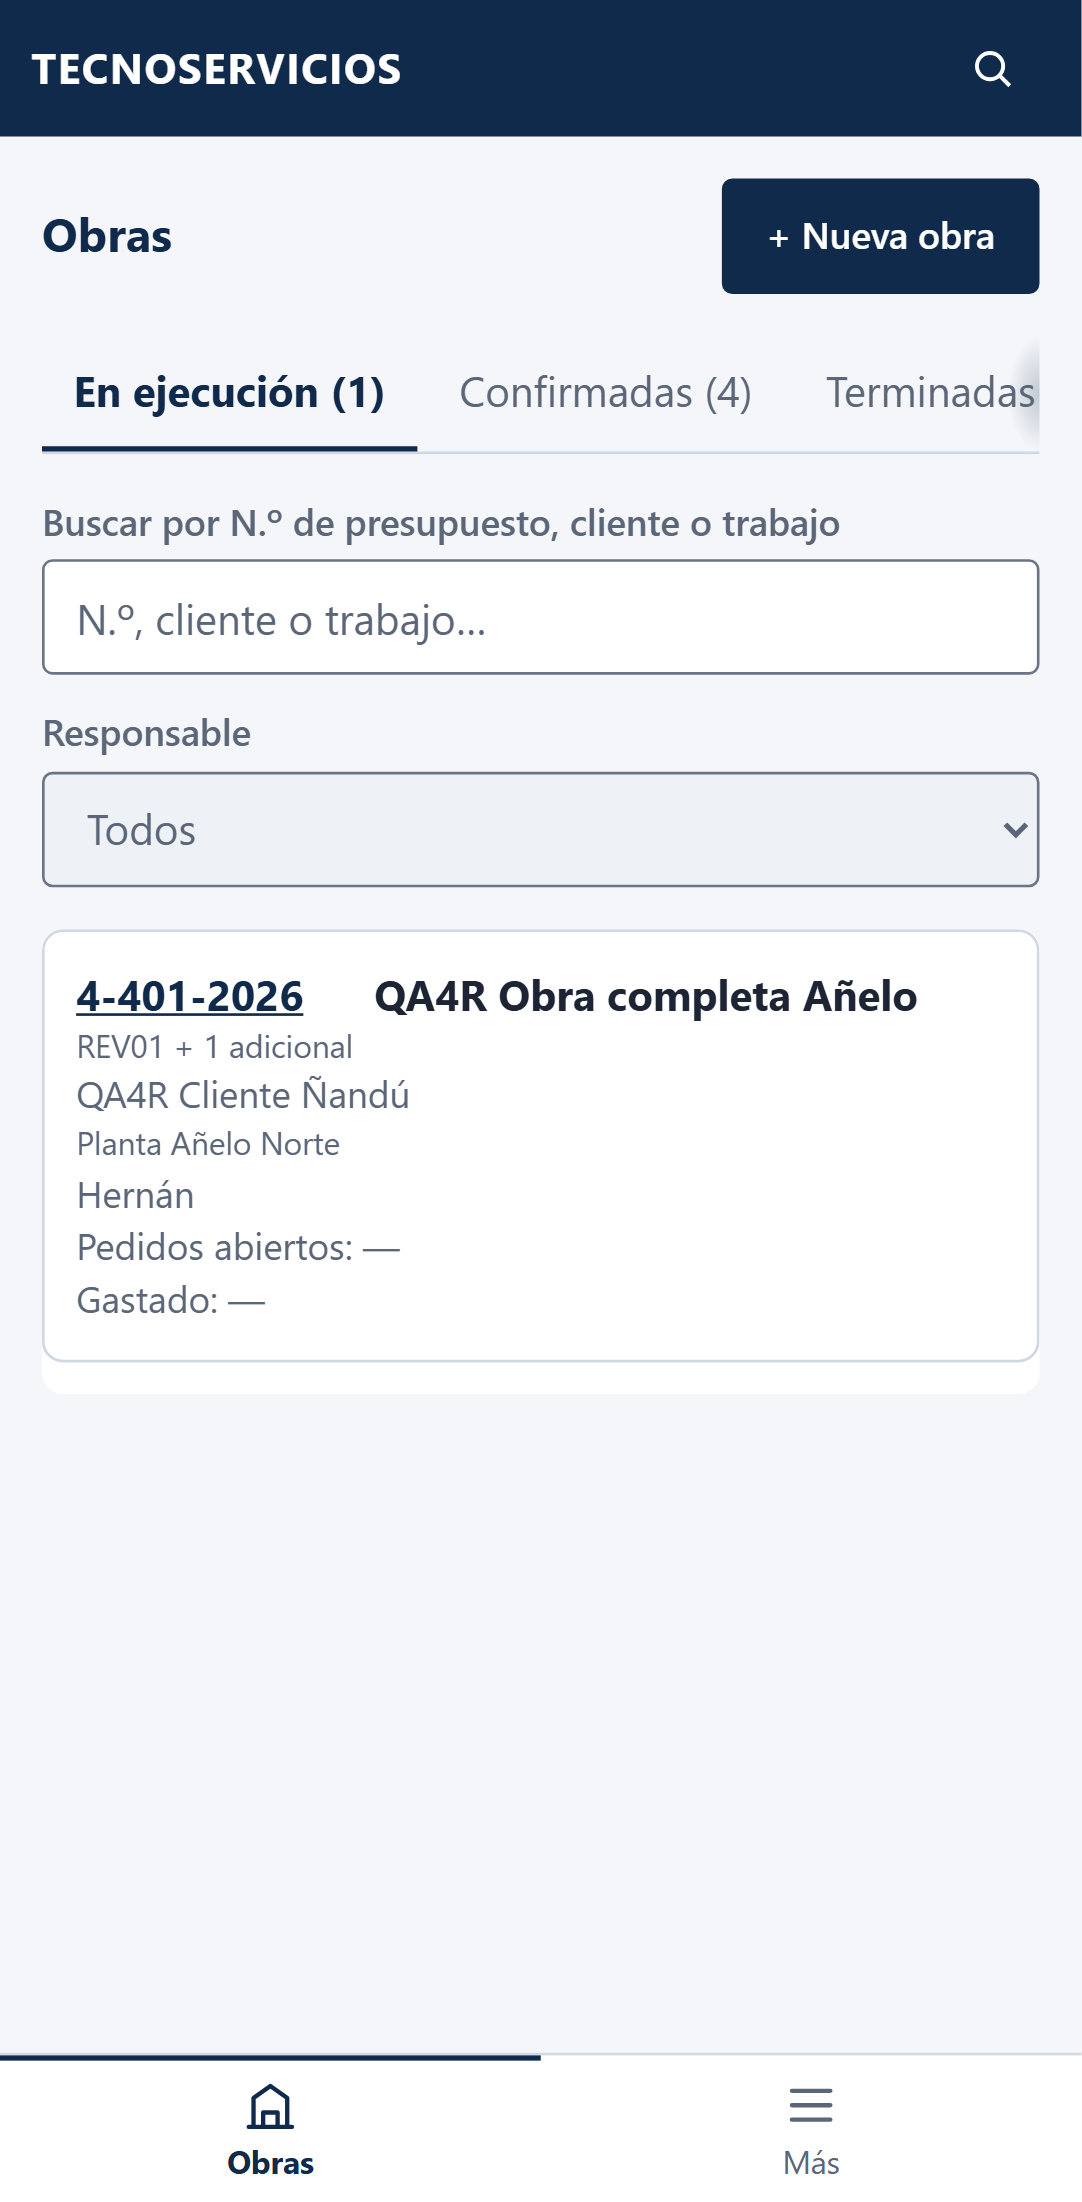 TECNOSERVICIOS
Obras
+ Nueva obra
En ejecución (1) Confirmadas (4) Terminadas
Buscar por N.º de presupuesto, cliente o trabajo
N.º, cliente o trabajo...
Responsable
Todos
4-401-2026 QA4R Obra completa Añelo
REV01 + 1 adicional
QA4R Cliente Ñandú
Planta Añelo Norte
Hernán
Pedidos abiertos: —
Gastado: —
Obras Más